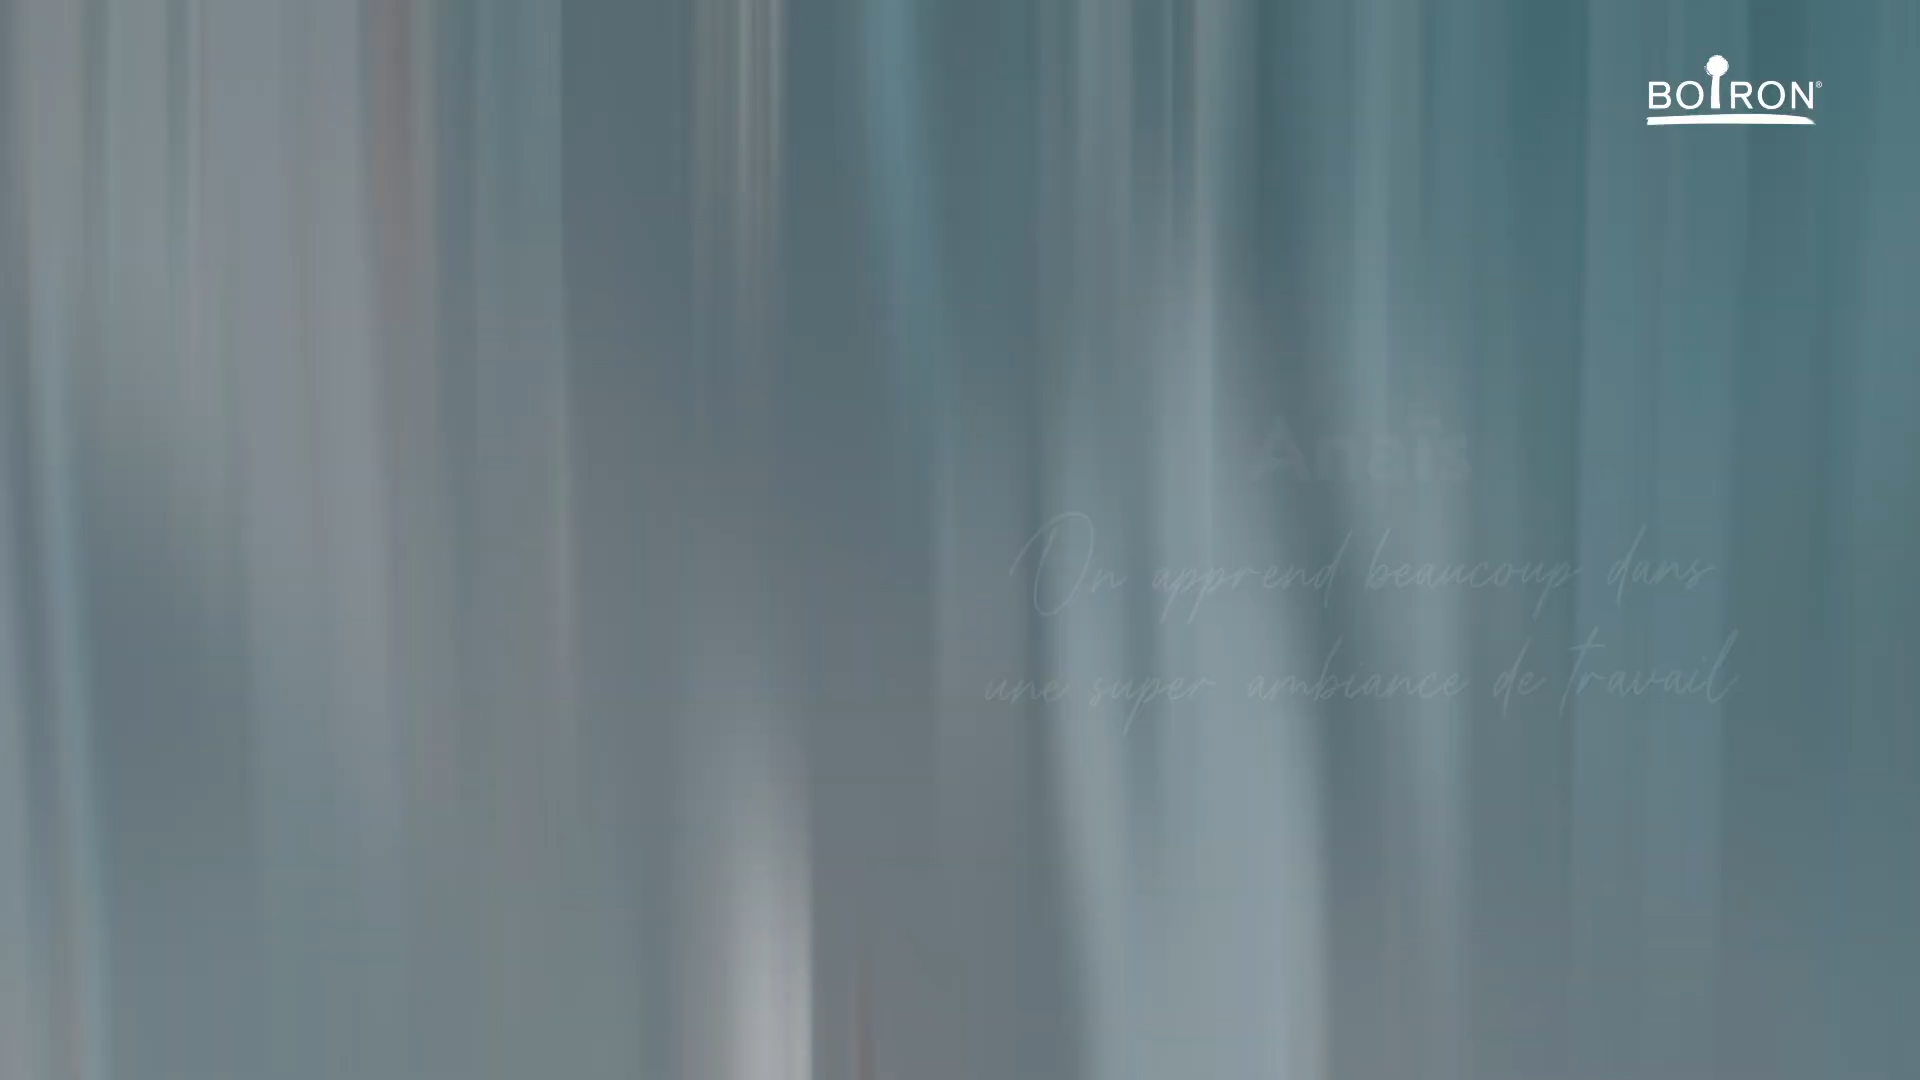 BOIRON®
Anaïs
On apprend beaucoup dans
une super ambiance de travail